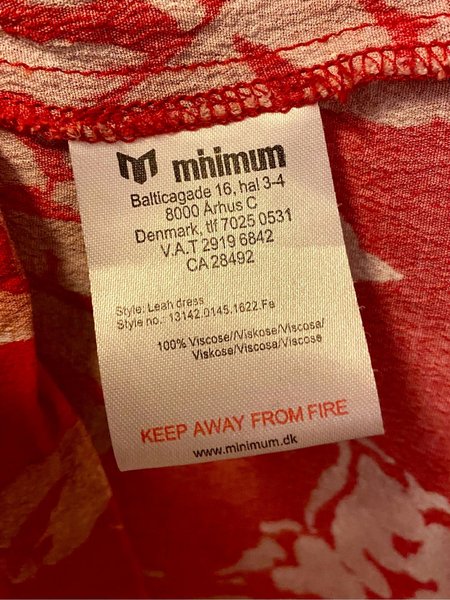 minimum
Balticagade 16, hal 3-4
8000 Århus C
Denmark, tlf 7025 0531
V.A.T 2919 6842
CA 28492
Style: Leah dress
Style no.: 13142.0145.1622.Fa
100% Viscose//Viskose/Viscosa/
Viskose/Viscosa/Viscose
KEEP AWAY FROM FIRE
www.minimum.dk